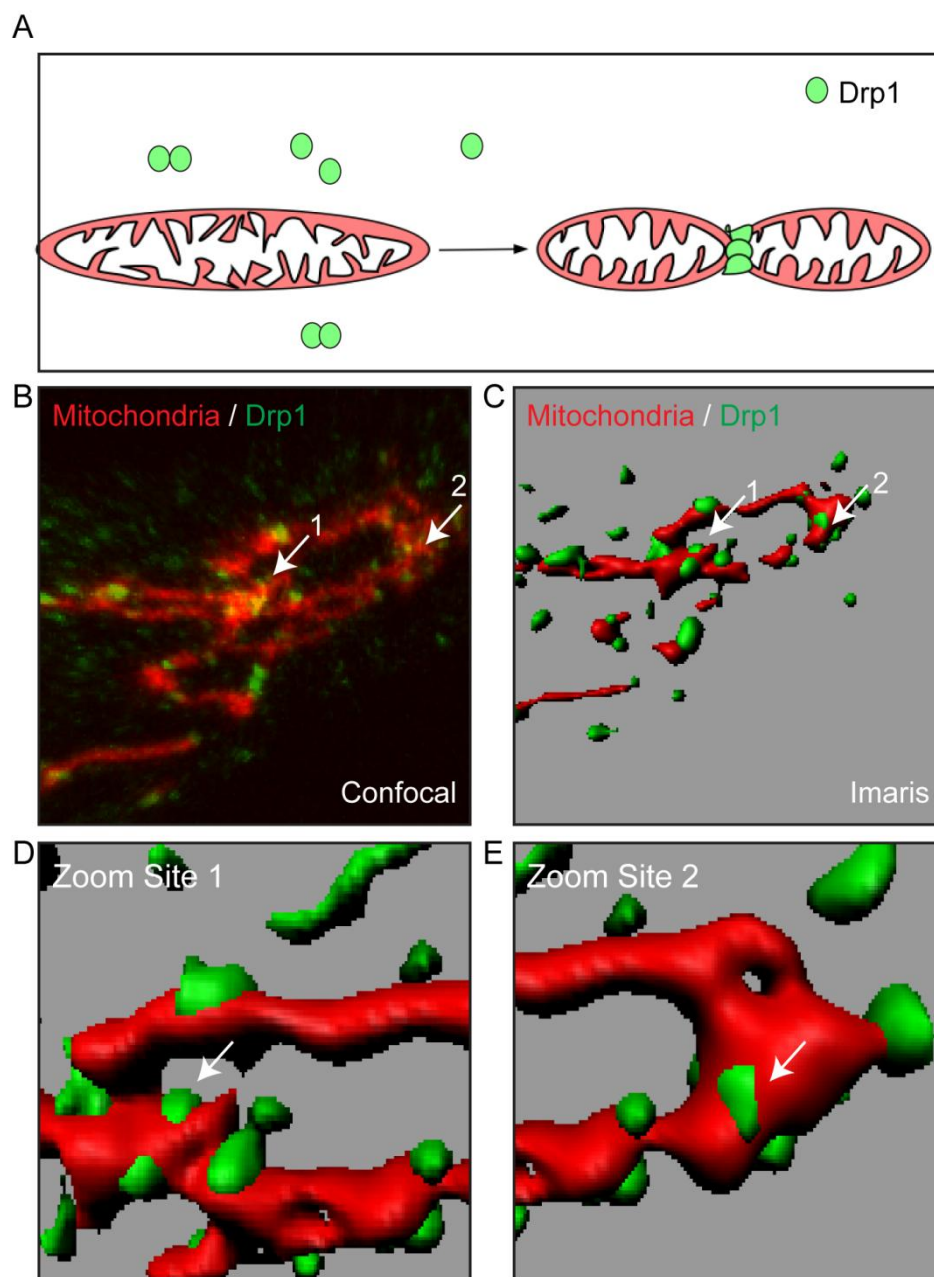 A
Drp1
B
Mitochondria / Drp1
1
2
Confocal
C
Mitochondria / Drp1
1
2
Imaris
D
Zoom Site 1
E
Zoom Site 2